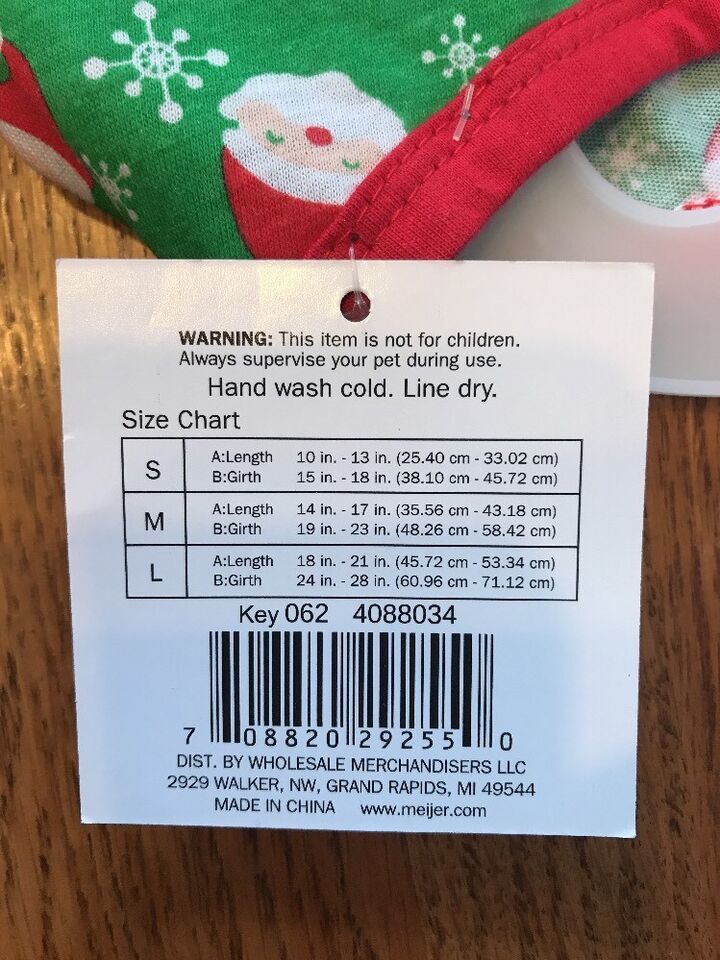 WARNING: This item is not for children.
Always supervise your pet during use.
Hand wash cold. Line dry.
Size Chart
S
A:Length 10 in. - 13 in. (25.40 cm - 33.02 cm)
B:Girth 15 in. - 18 in. (38.10 cm - 45.72 cm)
M
A:Length 14 in. - 17 in. (35.56 cm - 43.18 cm)
B:Girth 19 in. - 23 in. (48.26 cm - 58.42 cm)
L
A:Length 18 in. - 21 in. (45.72 cm - 53.34 cm)
B:Girth 24 in. - 28 in. (60.96 cm - 71.12 cm)
Key 062 4088034
7 08820 29255 0
DIST. BY WHOLESALE MERCHANDISERS LLC
2929 WALKER, NW, GRAND RAPIDS, MI 49544
MADE IN CHINA www.meijer.com